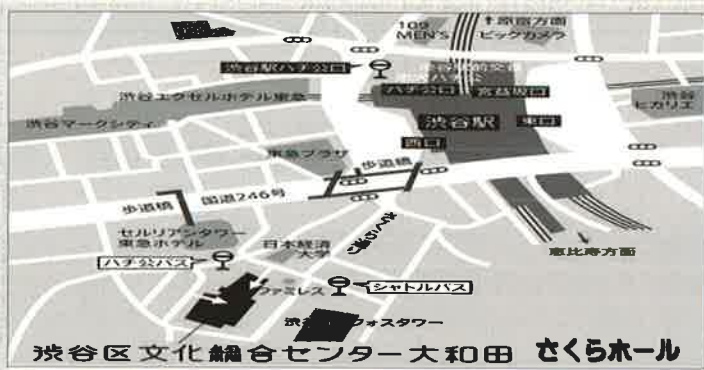 109
MEN'S
↑原宿方面
ビックカメラ
渋谷駅ハチ公口
ハチ公口
宮益坂口
渋谷エクセルホテル東急
渋谷
ヒカリエ
渋谷マークシティ
渋谷駅
東口
西口
東急プラザ
歩道橋
歩道橋
国道246号
セルリアンタワー
東急ホテル
日本経済
大学
恵比寿方面
ハチ公バス
ファミレス
シャトルバス
フォスタワー
渋谷区文化総合センター大和田 さくらホール